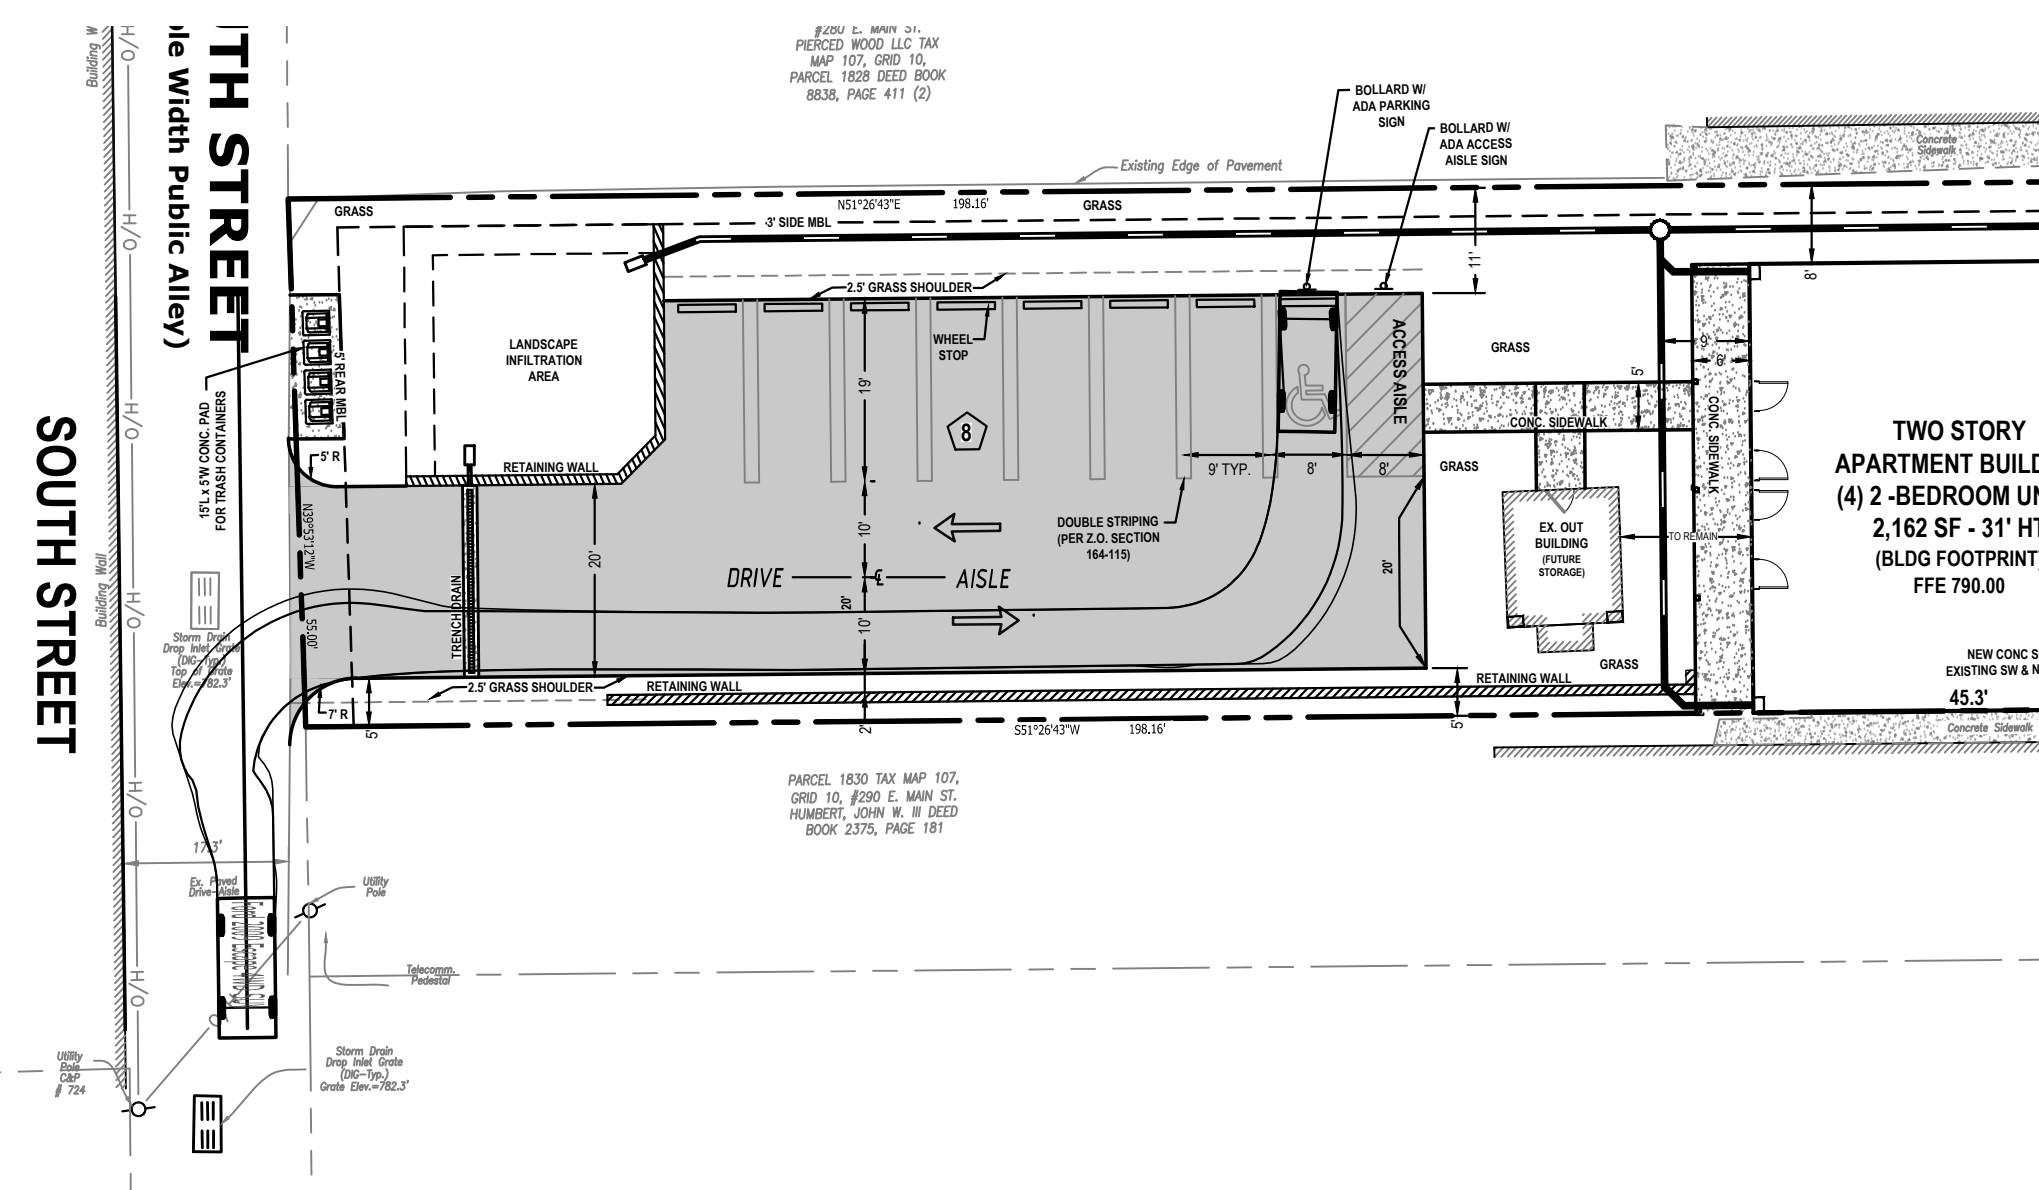 #280 E. MAIN ST.
PIERCED WOOD LLC TAX
MAP 107, GRID 10,
PARCEL 1828 DEED BOOK
8838, PAGE 411 (2)
BOLLARD W/
ADA PARKING
SIGN
BOLLARD W/
ADA ACCESS
AISLE SIGN
Existing Edge of Pavement
Concrete
Sidewalk
Building W
H/O
TH STREET
ble Width Public Alley)
H/O
H/O
H/O
H/O
H/O
GRASS
N51°26'43"E 198.16'
GRASS
3' SIDE MBL
11'
8'
2.5' GRASS SHOULDER
WHEEL
STOP
LANDSCAPE
INFILTRATION
AREA
5' REAR MBL
15'L x 5'W CONC. PAD
FOR TRASH CONTAINERS
5' R
RETAINING WALL
19'
8
ACCESS AISLE
9' TYP.
8'
8'
GRASS
5'
CONC. SIDEWALK
GRASS
9'
6'
CONC. SIDEWALK
TWO STORY
APARTMENT BUILD
(4) 2 -BEDROOM UN
2,162 SF - 31' HT
(BLDG FOOTPRINT)
FFE 790.00
SOUTH STREET
Building Wall
N39°53'12"W
55.00'
TRENCH DRAIN
20'
10'
DRIVE
℄
AISLE
20'
10'
DOUBLE STRIPING
(PER Z.O. SECTION
164-115)
20'
EX. OUT
BUILDING
(FUTURE
STORAGE)
TO REMAIN
Storm Drain
Drop Inlet Grate
(DIG-Typ.)
Top of Grate
Elev.=782.3'
2.5' GRASS SHOULDER
RETAINING WALL
7' R
5'
2'
S51°26'43"W 198.16'
5'
GRASS
RETAINING WALL
NEW CONC S
EXISTING SW & N
45.3'
Concrete Sidewalk
PARCEL 1830 TAX MAP 107,
GRID 10, #290 E. MAIN ST.
HUMBERT, JOHN W. III DEED
BOOK 2375, PAGE 181
17.3'
Ex. Paved
Drive-Aisle
Utility
Pole
Telecomm.
Pedestal
Utility
Pole
C&P
# 724
Storm Drain
Drop Inlet Grate
(DIG-Typ.)
Grate Elev.=782.3'